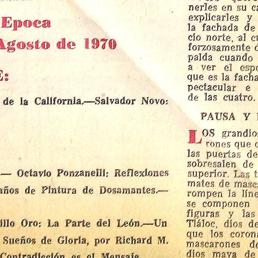 Epoca
Agosto de 1970
E:
de la California.—Salvador Novo:
— Octavio Ponzanelli; Reflexiones
años de Pintura de Dosamantes.—
illo Oro: La Parte del León.—Un
Sueños de Gloria, por Richard M.
Contradicción es el Mensaje
nerles en su ca
explicarles y
la fachada de
cio norte, al cu
forzosamente d
palda cuando
a ver el espe
que es la facha
pectacular e
de las cuatro.
PAUSA Y
LOS grandio
rones que c
las puertas de
sobresalen de
superior. Las t
mates de masc
rompen la líne
se componen
figuras y las
Tláloc, dios de
que los coron
mascarones d
dios maya de